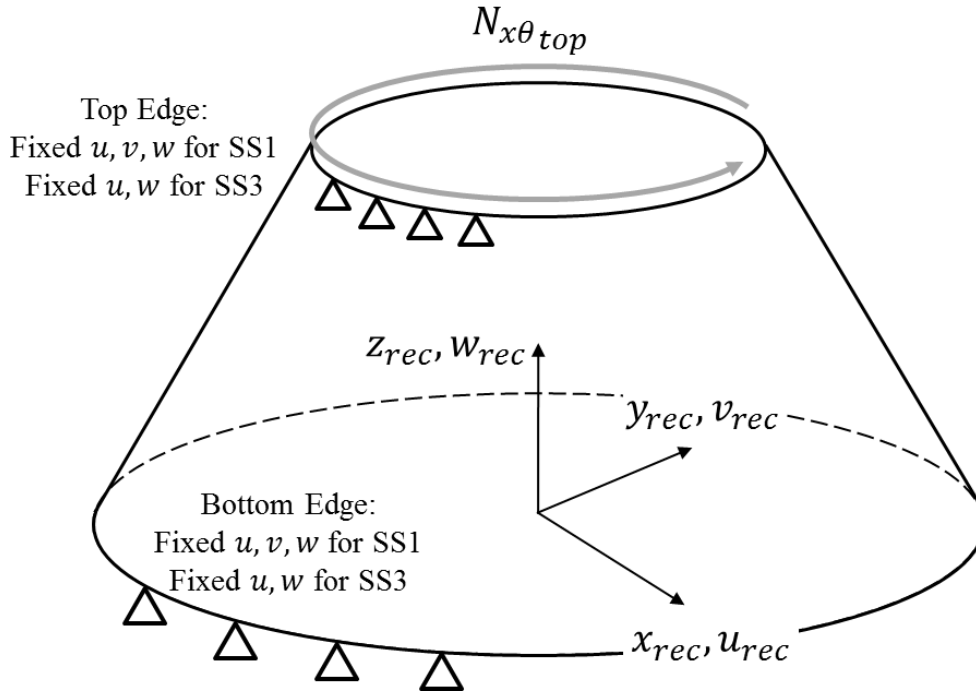 N_{xθ_{top}}
Top Edge:
Fixed u, v, w for SS1
Fixed u, w for SS3
z_{rec}, w_{rec}
y_{rec}, v_{rec}
Bottom Edge:
Fixed u, v, w for SS1
Fixed u, w for SS3
x_{rec}, u_{rec}